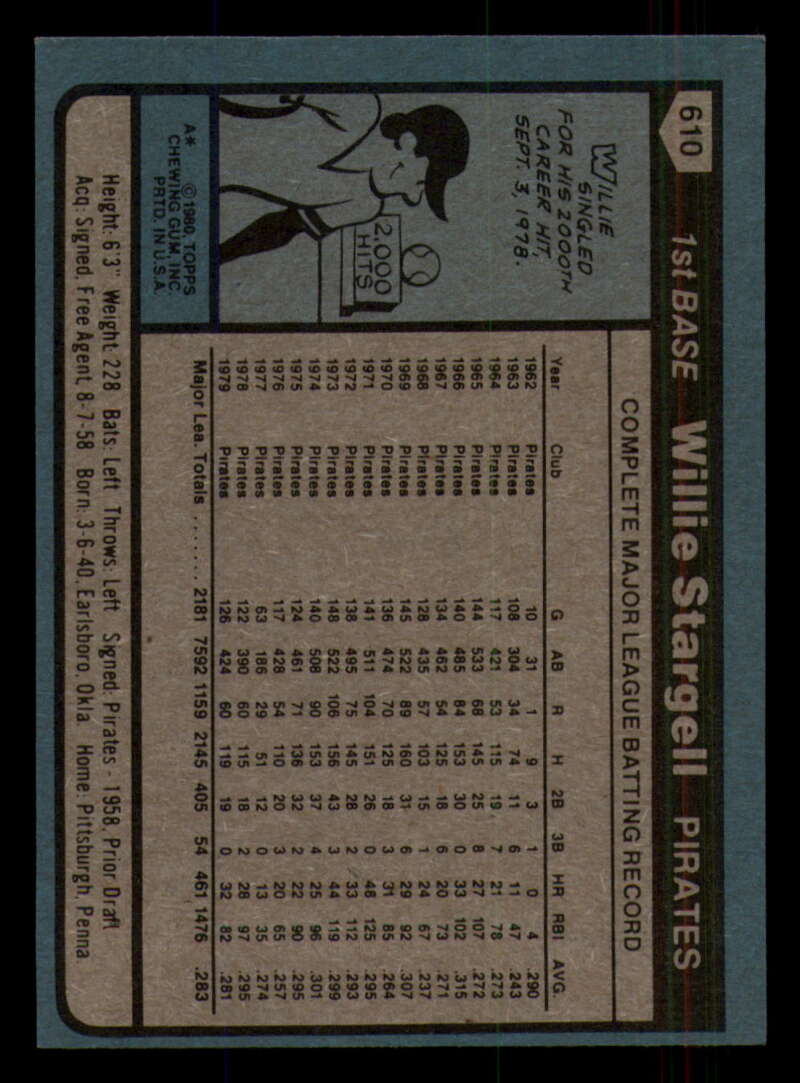 610 1st BASE Willie Stargell PIRATES
WILLIE
SINGLED
FOR HIS 2000TH
CAREER HIT,
SEPT. 3, 1978.
2,000
HITS
A* ©1980 TOPPS
CHEWING GUM, INC.
PRTD. IN U.S.A.
COMPLETE MAJOR LEAGUE BATTING RECORD
Year Club G AB R H 2B 3B HR RBI AVG.
1962 Pirates 10 31 1 9 3 1 0 4 .290
1963 Pirates 108 304 34 74 11 6 11 47 .243
1964 Pirates 117 421 53 115 19 7 21 78 .273
1965 Pirates 144 533 68 145 25 8 27 107 .272
1966 Pirates 140 485 84 153 30 0 33 102 .315
1967 Pirates 134 462 54 125 18 6 20 73 .271
1968 Pirates 128 435 57 103 15 1 24 67 .237
1969 Pirates 145 522 89 160 31 6 29 92 .307
1970 Pirates 136 474 70 125 18 3 31 85 .264
1971 Pirates 141 511 104 151 26 0 48 125 .295
1972 Pirates 138 495 75 145 28 2 33 112 .293
1973 Pirates 148 522 106 156 43 3 44 119 .299
1974 Pirates 140 508 90 153 37 4 25 96 .301
1975 Pirates 124 461 71 136 32 2 22 90 .295
1976 Pirates 117 428 54 110 20 3 20 65 .257
1977 Pirates 63 186 29 51 12 0 13 35 .274
1978 Pirates 122 390 60 115 18 2 28 97 .295
1979 Pirates 126 424 60 119 19 0 32 82 .281
Major Lea. Totals ........ 2181 7592 1159 2145 405 54 461 1476 .283
Height: 6'3" Weight: 228 Bats: Left Throws: Left Signed: Pirates - 1958, Prior Draft
Acq: Signed, Free Agent, 8-7-58 Born: 3-6-40, Earlsboro, Okla. Home: Pittsburgh, Penna.